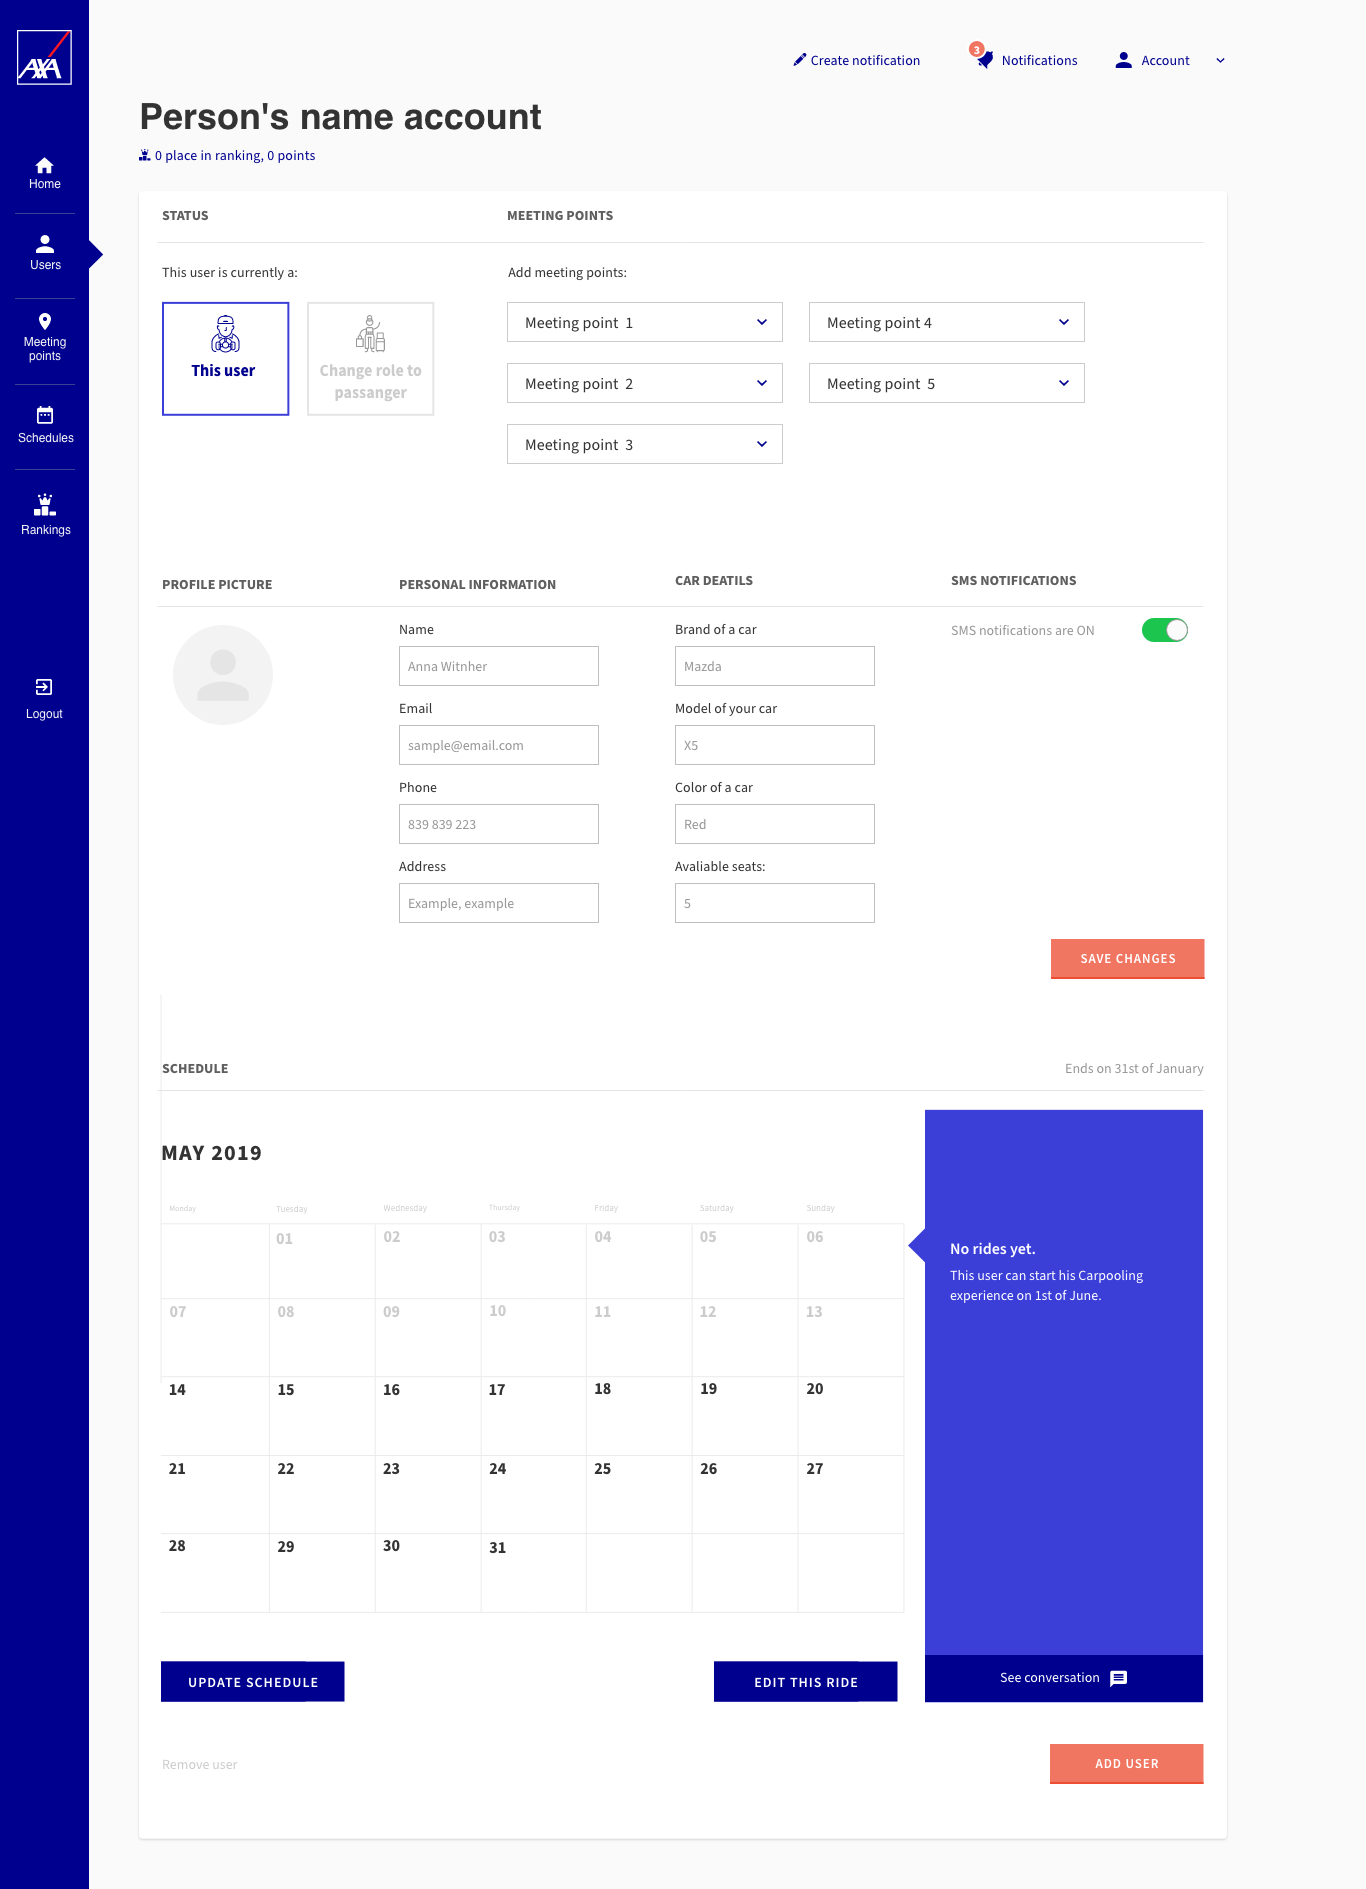 AXA
Home
Users
Meeting
points
Schedules
Rankings
Logout
Create notification
3
Notifications
Account
Person's name account
0 place in ranking, 0 points
STATUS
MEETING POINTS
This user is currently a:
Add meeting points:
This user
Change role to
passanger
Meeting point  1
Meeting point 4
Meeting point  2
Meeting point  5
Meeting point  3
PROFILE PICTURE
PERSONAL INFORMATION
CAR DEATILS
SMS NOTIFICATIONS
Name
Anna Witnher
Email
sample@email.com
Phone
839 839 223
Address
Example, example
Brand of a car
Mazda
Model of your car
X5
Color of a car
Red
Avaliable seats:
5
SMS notifications are ON
SAVE CHANGES
SCHEDULE
Ends on 31st of January
MAY 2019
Monday Tuesday Wednesday Thursday Friday Saturday Sunday
01 02 03 04 05 06
07 08 09 10 11 12 13
14 15 16 17 18 19 20
21 22 23 24 25 26 27
28 29 30 31
No rides yet.
This user can start his Carpooling
experience on 1st of June.
See conversation
UPDATE SCHEDULE
EDIT THIS RIDE
Remove user
ADD USER